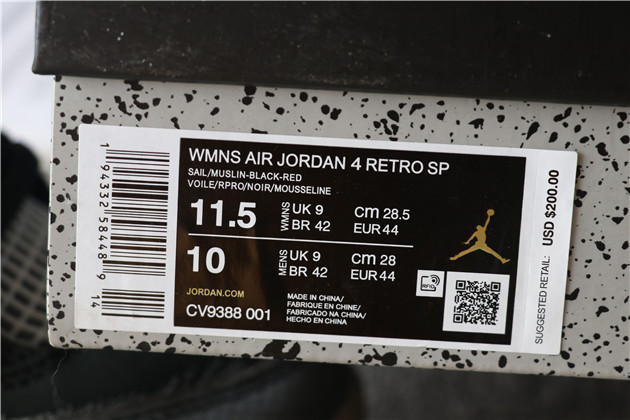 WMNS AIR JORDAN 4 RETRO SP
SAIL/MUSLIN-BLACK-RED
VOILE/RPRO/NOIR/MOUSSELINE
11.5 WMNS UK 9 cm 28.5
BR 42 EUR 44
10 MENS UK 9 cm 28
BR 42 EUR 44
JORDAN.COM
CV9388 001
MADE IN CHINA/
FABRIQUE EN CHINE/
FABRICADO NA CHINA/
HECHO EN CHINA
RFID
1 94332 58448 9
14
SUGGESTED RETAIL: USD $200.00